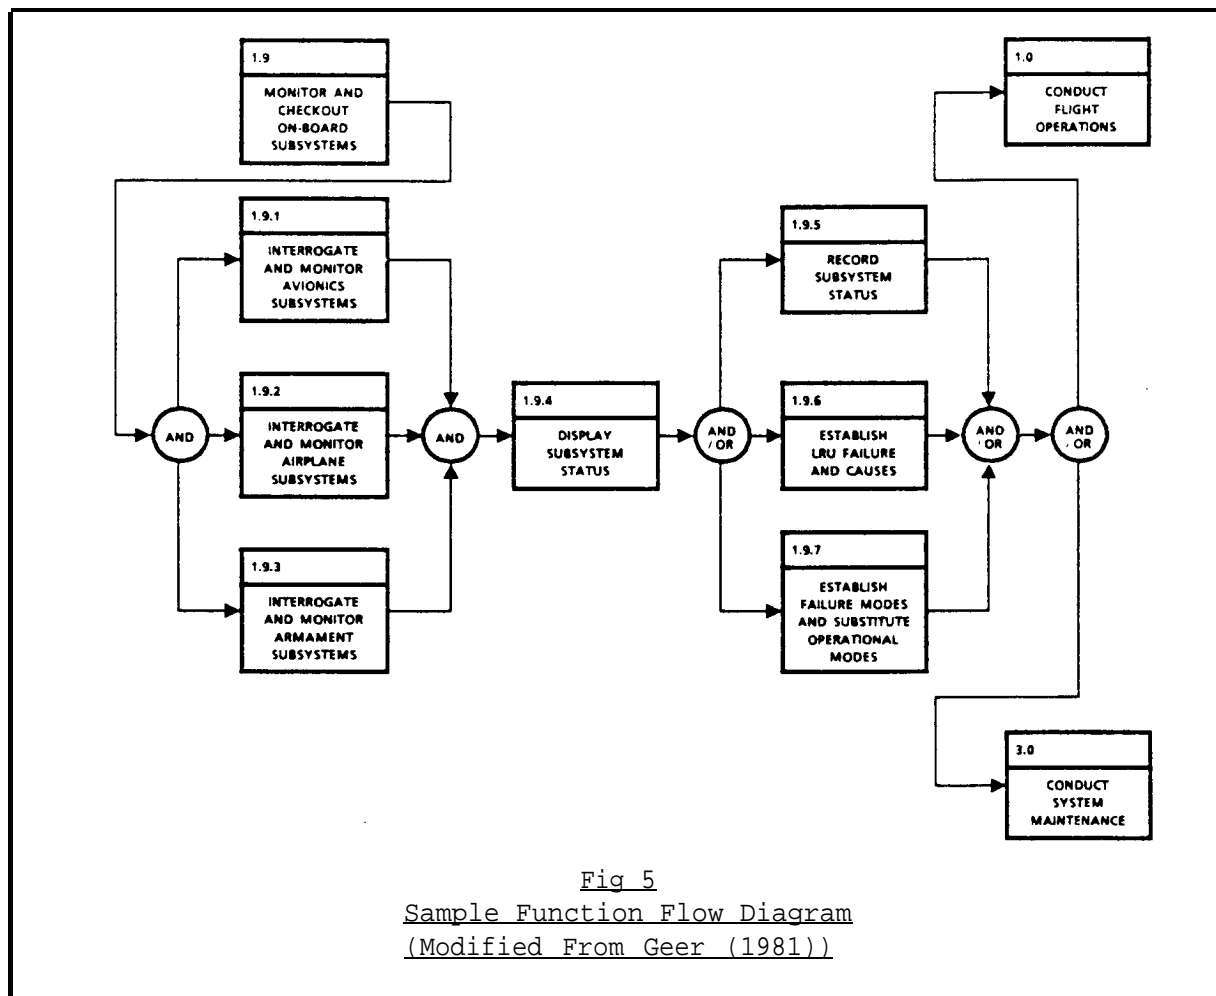 1.9
MONITOR AND
CHECKOUT
ON-BOARD
SUBSYSTEMS
1.0
CONDUCT
FLIGHT
OPERATIONS
1.9.1
INTERROGATE
AND MONITOR
AVIONICS
SUBSYSTEMS
1.9.5
RECORD
SUBSYSTEM
STATUS
AND
1.9.2
INTERROGATE
AND MONITOR
AIRPLANE
SUBSYSTEMS
AND
1.9.4
DISPLAY
SUBSYSTEM
STATUS
AND
/ OR
1.9.6
ESTABLISH
LRU FAILURE
AND CAUSES
AND
/ OR
AND
/ OR
1.9.3
INTERROGATE
AND MONITOR
ARMAMENT
SUBSYSTEMS
1.9.7
ESTABLISH
FAILURE MODES
AND SUBSTITUTE
OPERATIONAL
MODES
3.0
CONDUCT
SYSTEM
MAINTENANCE
Fig 5
Sample Function Flow Diagram
(Modified From Geer (1981))